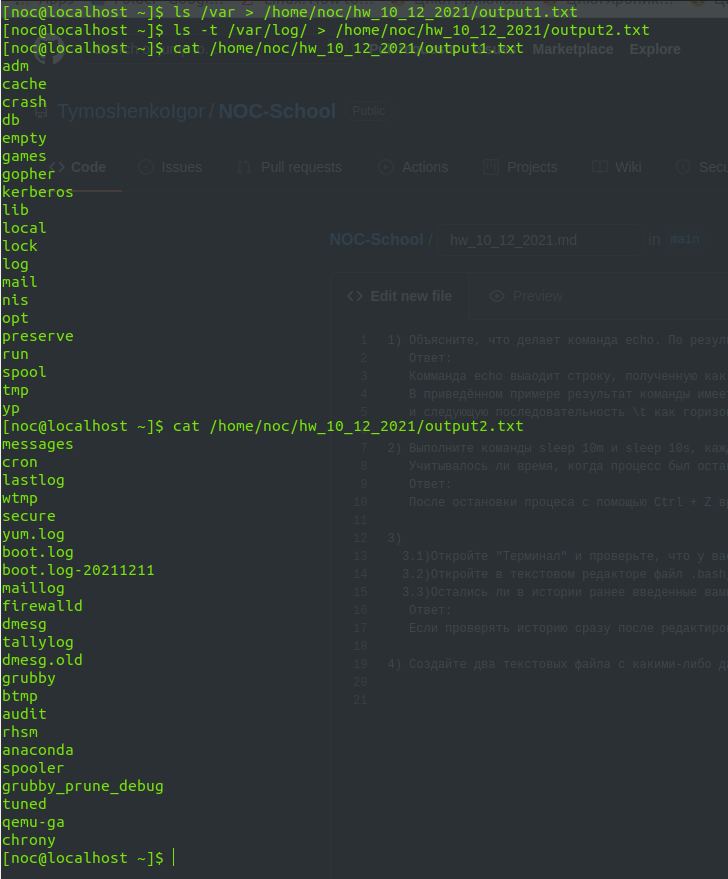 [noc@localhost ~]$ ls /var > /home/noc/hw_10_12_2021/output1.txt
[noc@localhost ~]$ ls -t /var/log/ > /home/noc/hw_10_12_2021/output2.txt
[noc@localhost ~]$ cat /home/noc/hw_10_12_2021/output1.txt
adm
cache
crash
db
empty
games
gopher
kerberos
lib
local
lock
log
mail
nis
opt
preserve
run
spool
tmp
yp
[noc@localhost ~]$ cat /home/noc/hw_10_12_2021/output2.txt
messages
cron
lastlog
wtmp
secure
yum.log
boot.log
boot.log-20211211
maillog
firewalld
dmesg
tallylog
dmesg.old
grubby
btmp
audit
rhsm
anaconda
spooler
grubby_prune_debug
tuned
qemu-ga
chrony
[noc@localhost ~]$
Marketplace Explore
TymoshenkoIgor / NOC-School Public
Code Issues Pull requests Actions Projects Wiki Secu
NOC-School / hw_10_12_2021.md in main
Edit new file Preview
1 1) Объясните, что делает команда echo. По резул
2 Ответ:
3 Комманда echo выводит строку, полученную как
4 В приведенном примере результат команды имее
5 и следующую последовательность \t как горизо
7 2) Выполните команды sleep 10m и sleep 10s, каж
8 Учитывалось ли время, когда процесс был оста
9 Ответ:
10 После остановки процеса с помощью Ctrl + Z в
11
12 3)
13 3.1)Откройте "Терминал" и проверьте, что у ва
14 3.2)Откройте в текстовом редакторе файл .bash
15 3.3)Остались ли в истории ранее введенные вам
16 Ответ:
17 Если проверять историю сразу после редактиро
18
19 4) Создайте два текстовых файла с какими-либо д
20
21